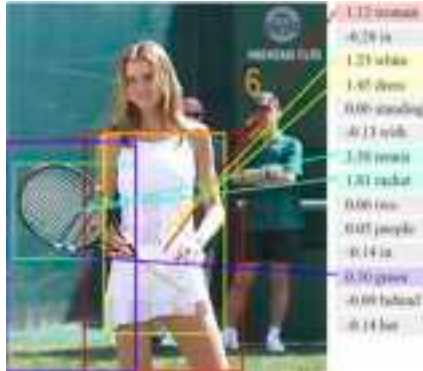 6
1.12 woman
-0.28 in
1.23 white
1.45 dress
0.06 standing
-0.13 with
tennis
1.81 racket
0.06 two
0.05 people
-0.14 in
0.30 green
-0.09 behind
-0.14 her